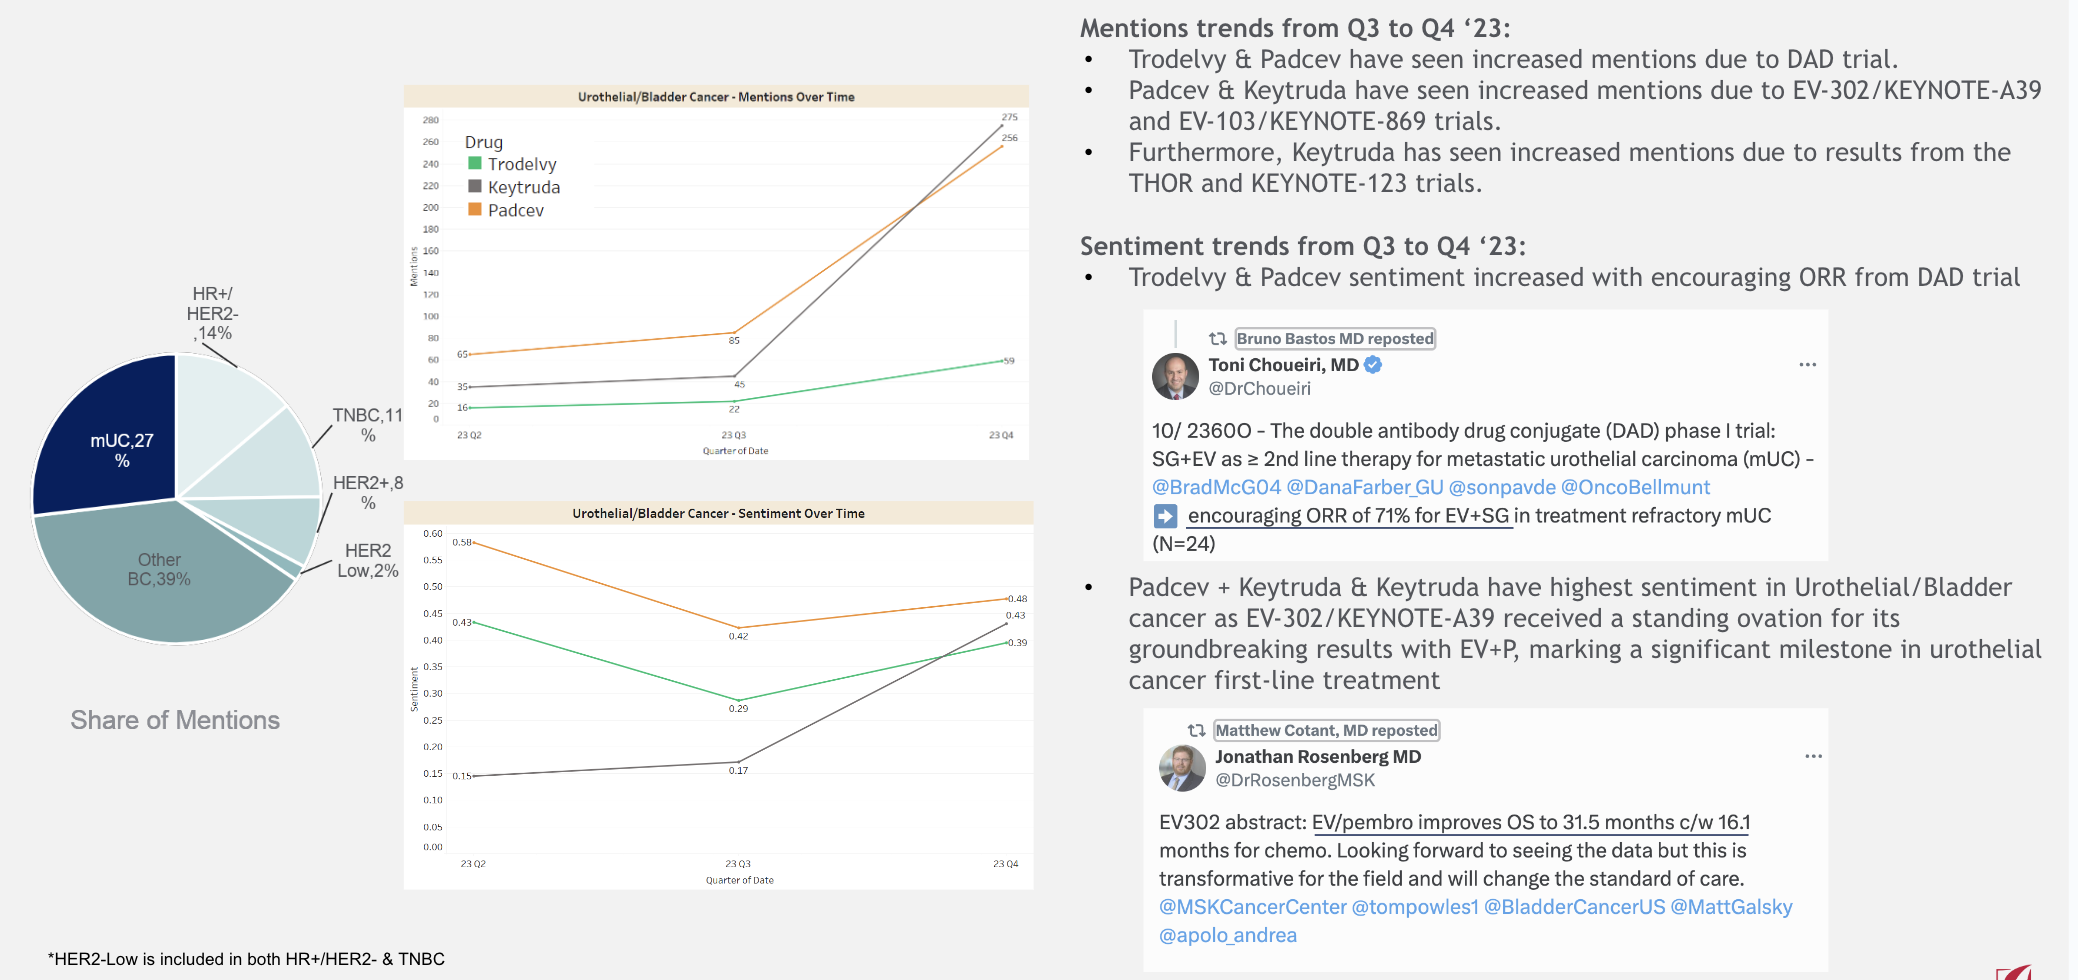 HR+/
HER2-
,14%
TNBC,11
%
HER2+,8
%
HER2
Low,2%
Other
BC,39%
mUC,27
%
Share of Mentions
*HER2-Low is included in both HR+/HER2- & TNBC
Urothelial/Bladder Cancer - Mentions Over Time
Drug
Trodelvy
Keytruda
Padcev
Mentions
280
260
240
220
200
180
160
140
120
100
80
60
40
20
0
65
35
16
85
45
22
275
256
59
23 Q2
23 Q3
23 Q4
Quarter of Date
Urothelial/Bladder Cancer - Sentiment Over Time
Sentiment
0.60
0.55
0.50
0.45
0.40
0.35
0.30
0.25
0.20
0.15
0.10
0.05
0.00
0.58
0.43
0.15
0.42
0.29
0.17
0.48
0.43
0.39
23 Q2
23 Q3
23 Q4
Quarter of Date
Mentions trends from Q3 to Q4 ‘23:
• Trodelvy & Padcev have seen increased mentions due to DAD trial.
• Padcev & Keytruda have seen increased mentions due to EV-302/KEYNOTE-A39
and EV-103/KEYNOTE-869 trials.
• Furthermore, Keytruda has seen increased mentions due to results from the
THOR and KEYNOTE-123 trials.
Sentiment trends from Q3 to Q4 ‘23:
• Trodelvy & Padcev sentiment increased with encouraging ORR from DAD trial
Bruno Bastos MD reposted
Toni Choueiri, MD
@DrChoueiri
10/ 2360O - The double antibody drug conjugate (DAD) phase I trial:
SG+EV as ≥ 2nd line therapy for metastatic urothelial carcinoma (mUC) -
@BradMcG04 @DanaFarber_GU @sonpavde @OncoBellmunt
➡ encouraging ORR of 71% for EV+SG in treatment refractory mUC
(N=24)
• Padcev + Keytruda & Keytruda have highest sentiment in Urothelial/Bladder
cancer as EV-302/KEYNOTE-A39 received a standing ovation for its
groundbreaking results with EV+P, marking a significant milestone in urothelial
cancer first-line treatment
Matthew Cotant, MD reposted
Jonathan Rosenberg MD
@DrRosenbergMSK
EV302 abstract: EV/pembro improves OS to 31.5 months c/w 16.1
months for chemo. Looking forward to seeing the data but this is
transformative for the field and will change the standard of care.
@MSKCancerCenter @tompowles1 @BladderCancerUS @MattGalsky
@apolo_andrea